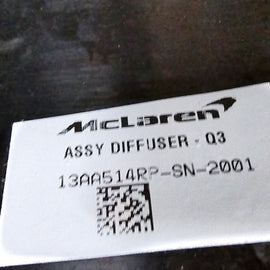 McLaren
ASSY DIFFUSER - Q3
13AA514RP-SN-2001